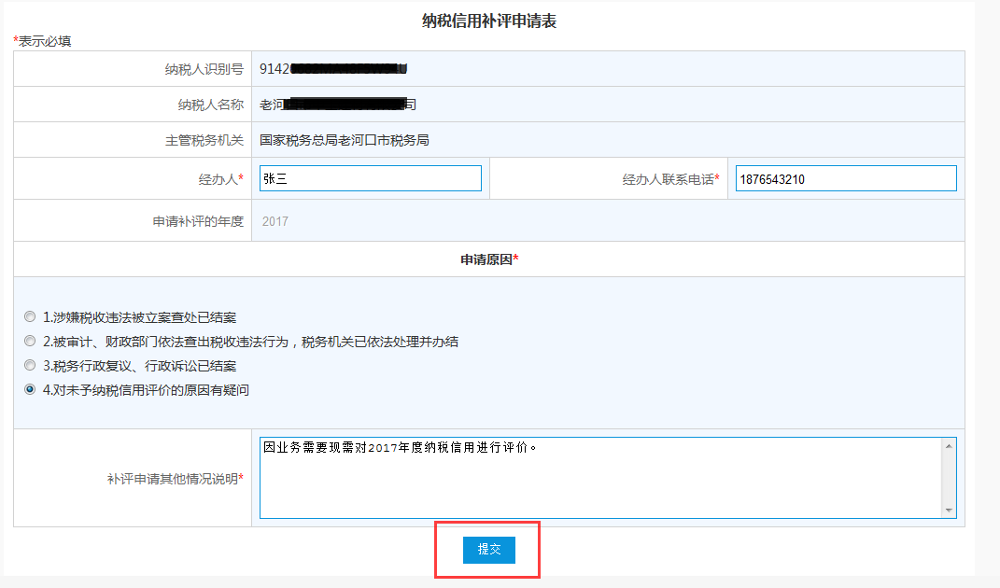 纳税信用补评申请表
*表示必填
纳税人识别号 9142
纳税人名称 老河 司
主管税务机关 国家税务总局老河口市税务局
经办人* 张三 经办人联系电话* 1876543210
申请补评的年度 2017
申请原因*
1.涉嫌税收违法被立案查处已结案
2.被审计、财政部门依法查出税收违法行为，税务机关已依法处理并办结
3.税务行政复议、行政诉讼已结案
4.对未予纳税信用评价的原因有疑问
补评申请其他情况说明* 因业务需要现需对2017年度纳税信用进行评价。
提交